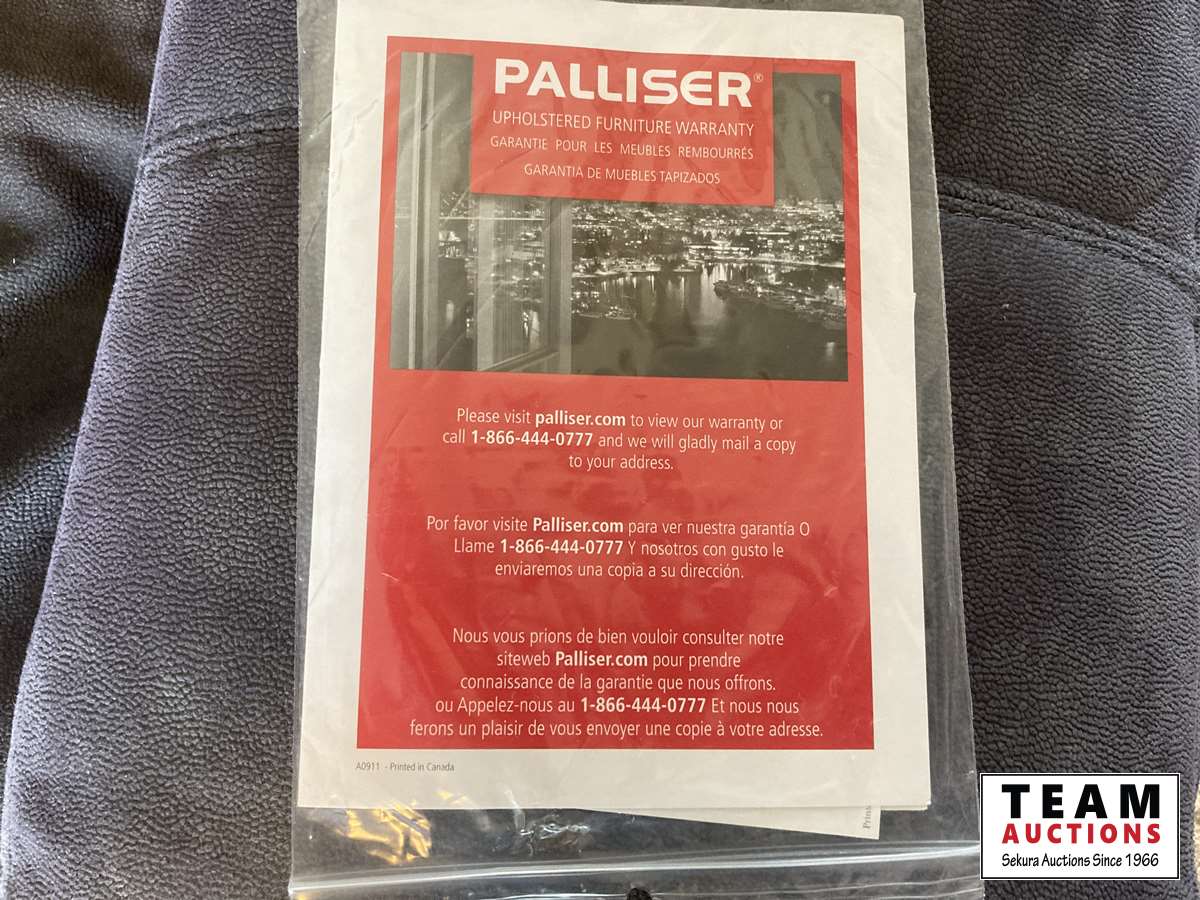 PALLISER®
UPHOLSTERED FURNITURE WARRANTY
GARANTIE POUR LES MEUBLES REMBOURRÉS
GARANTIA DE MUEBLES TAPIZADOS
Please visit palliser.com to view our warranty or
call 1-866-444-0777 and we will gladly mail a copy
to your address.
Por favor visite Palliser.com para ver nuestra garantía O
Llame 1-866-444-0777 Y nosotros con gusto le
enviaremos una copia a su dirección.
Nous vous prions de bien vouloir consulter notre
siteweb Palliser.com pour prendre
connaissance de la garantie que nous offrons.
ou Appelez-nous au 1-866-444-0777 Et nous nous
ferons un plaisir de vous envoyer une copie à votre adresse.
A0911 - Printed in Canada
TEAM
AUCTIONS
Sekura Auctions Since 1966